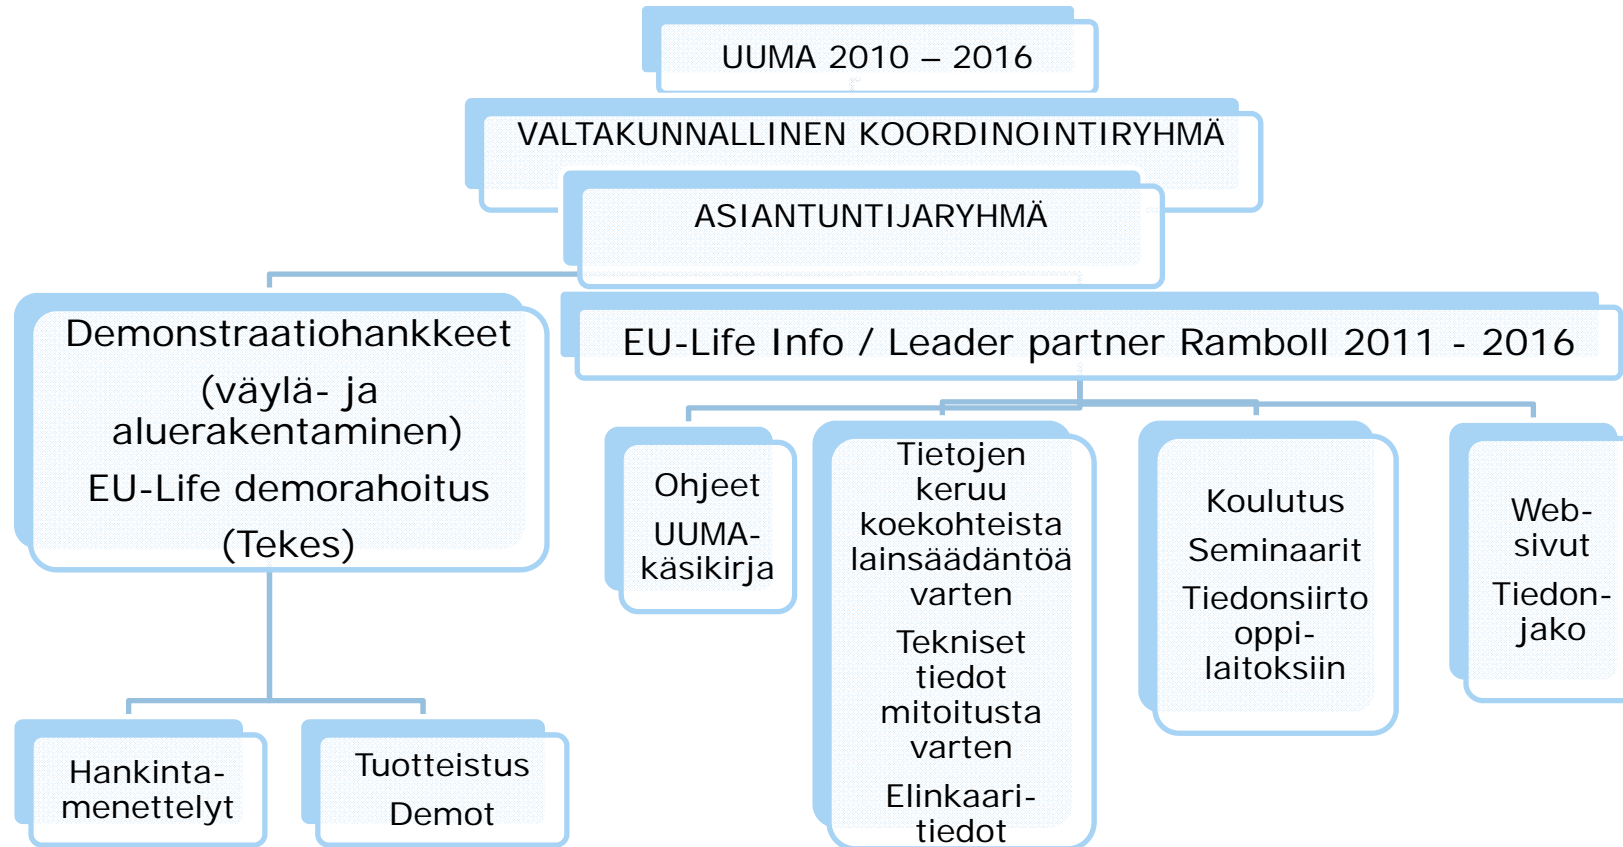 UUMA 2010 – 2016
VALTAKUNNALLINEN KOORDINOINTIRYHMÄ
ASIANTUNTIJARYHMÄ
Demonstraatiohankkeet
(väylä- ja
aluerakentaminen)
EU-Life demorahoitus
(Tekes)
EU-Life Info / Leader partner Ramboll 2011 - 2016
Ohjeet
UUMA-
käsikirja
Tietojen
keruu
koekohteista
lainsäädäntöä
varten
Tekniset
tiedot
mitoitusta
varten
Elinkaari-
tiedot
Koulutus
Seminaarit
Tiedonsiirto
oppi-
laitoksiin
Web-
sivut
Tiedon-
jako
Hankinta-
menettelyt
Tuotteistus
Demot